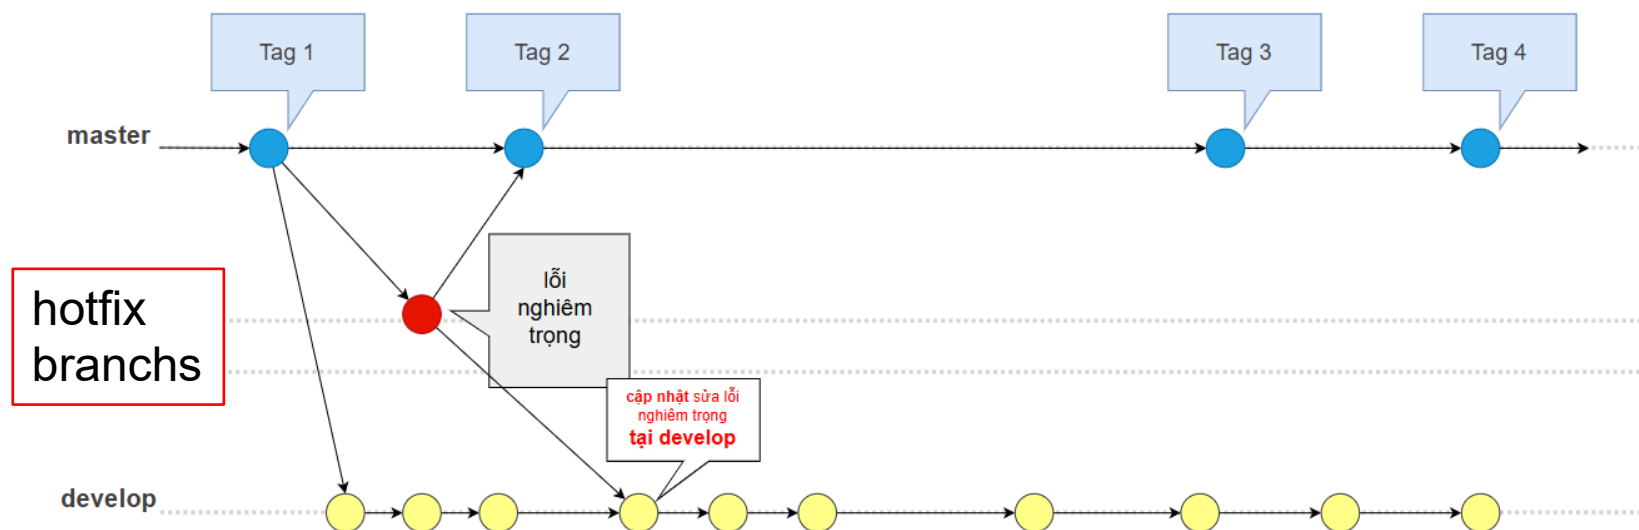 Tag 1
Tag 2
Tag 3
Tag 4
master
hotfix
branchs
lỗi
nghiêm
trọng
cập nhật sửa lỗi
nghiêm trọng
tại develop
develop